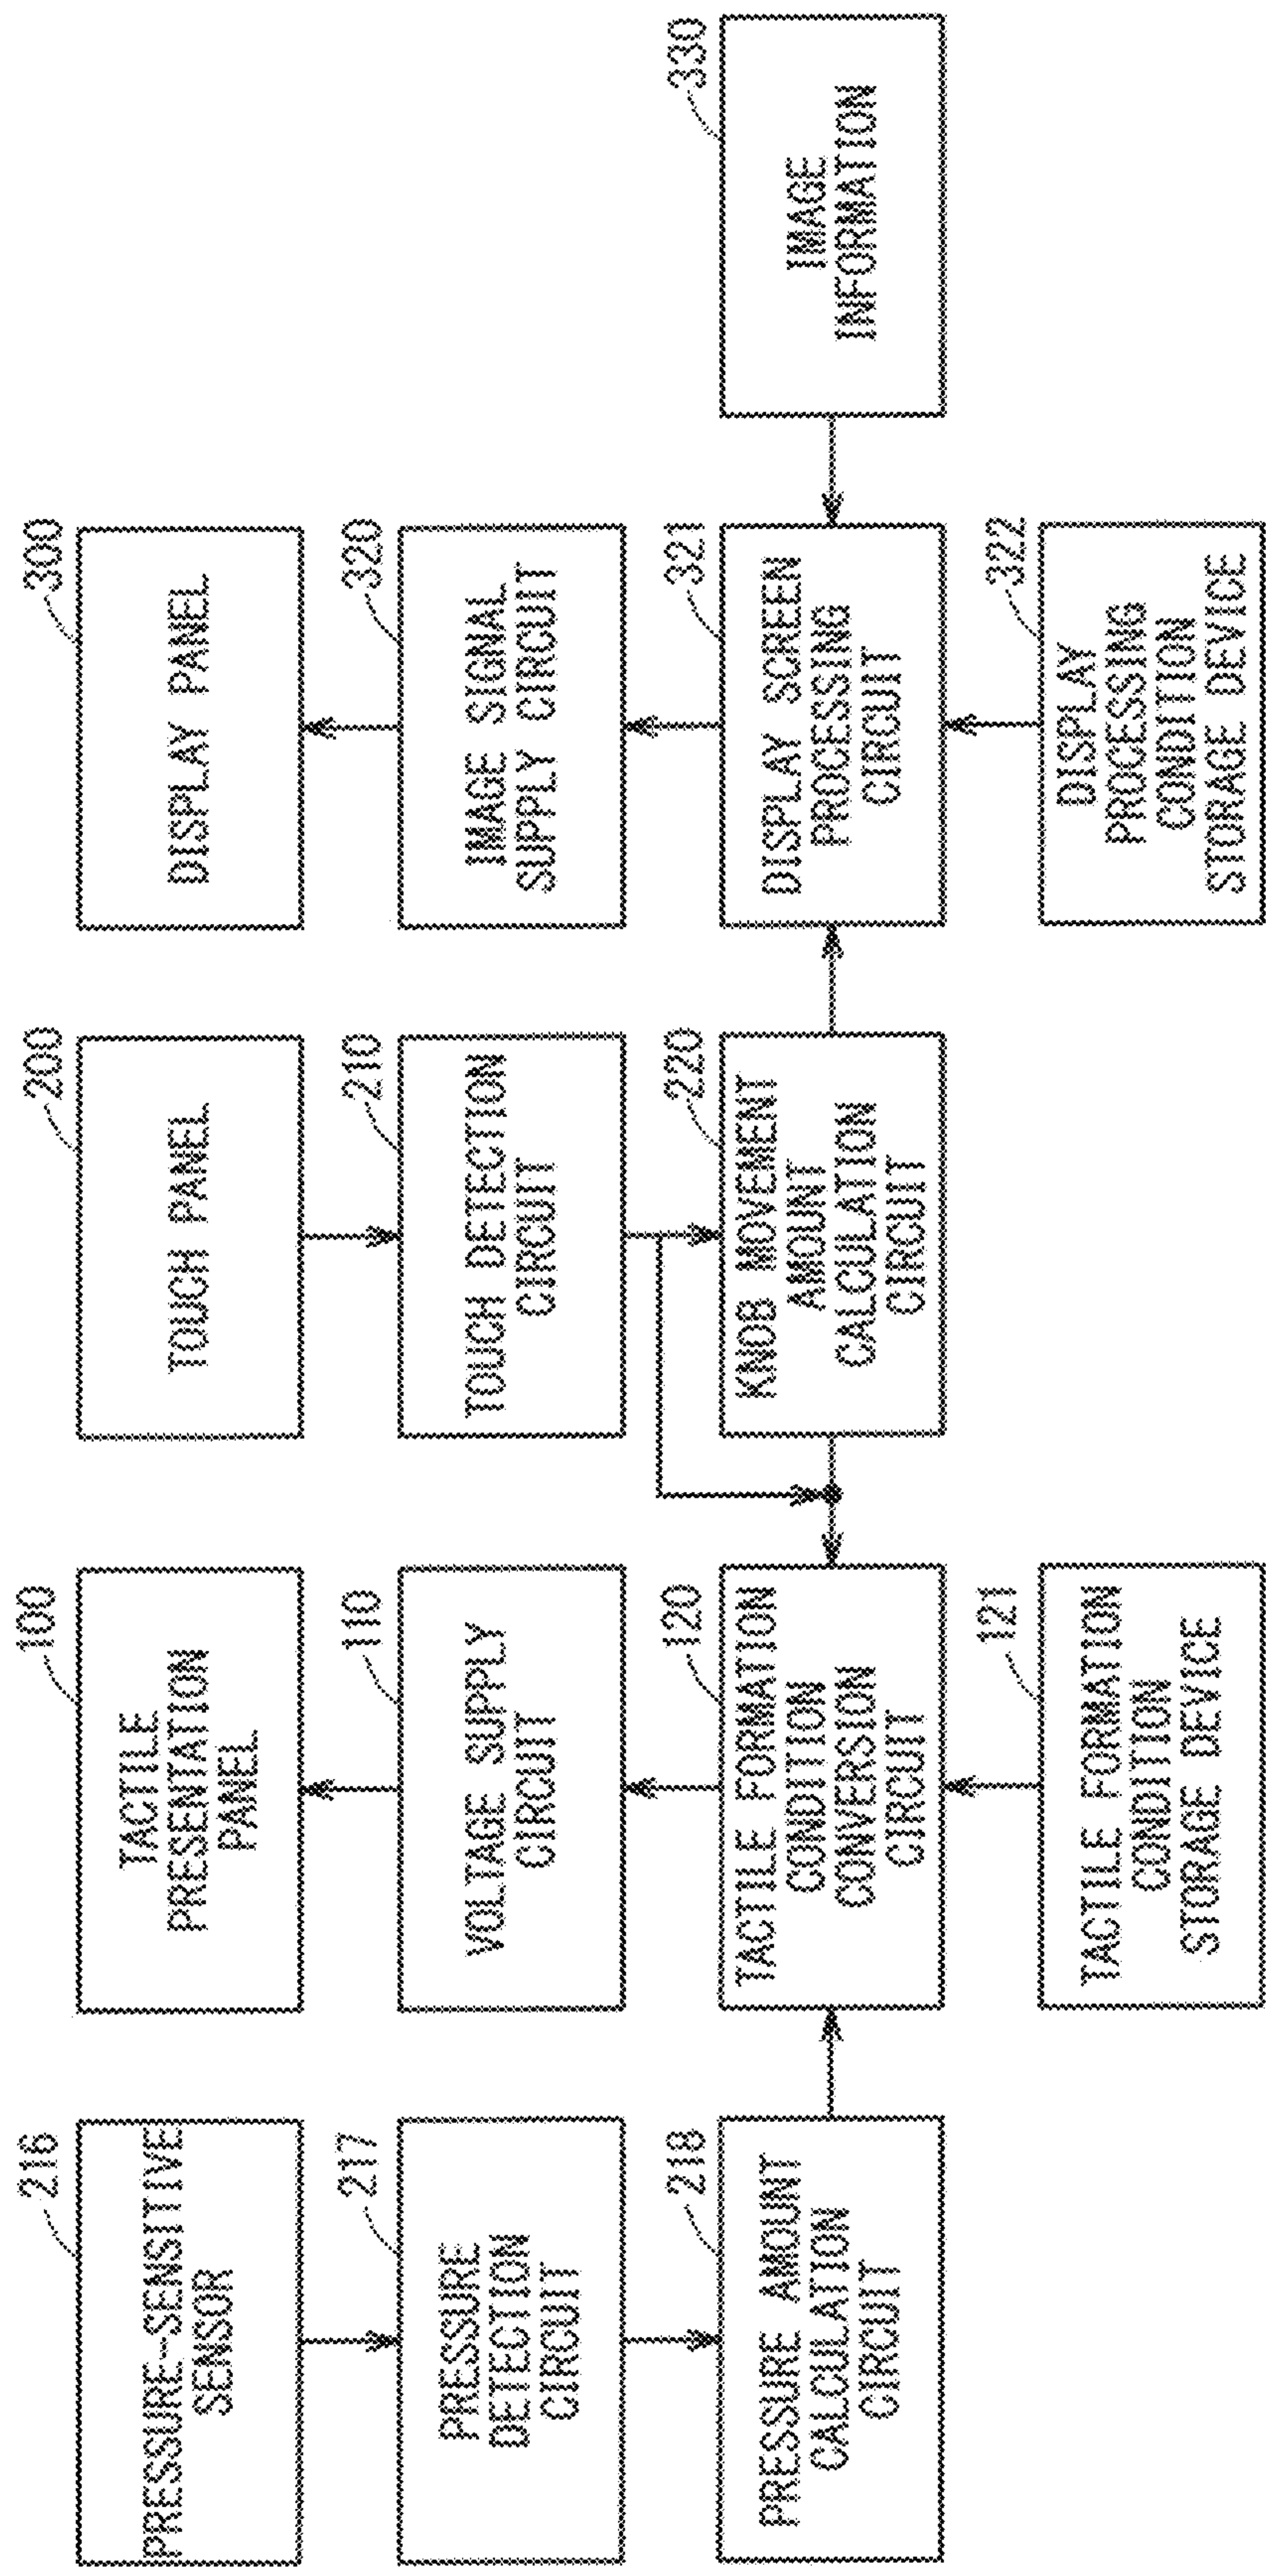 216
PRESSURE-SENSITIVE
SENSOR
100
TACTILE
PRESENTATION
PANEL
200
TOUCH PANEL
300
DISPLAY PANEL
217
PRESSURE
DETECTION
CIRCUIT
110
VOLTAGE SUPPLY
CIRCUIT
210
TOUCH DETECTION
CIRCUIT
320
IMAGE SIGNAL
SUPPLY CIRCUIT
218
PRESSURE AMOUNT
CALCULATION
CIRCUIT
120
TACTILE FORMATION
CONDITION
CONVERSION
CIRCUIT
220
KNOB MOVEMENT
AMOUNT
CALCULATION
CIRCUIT
321
DISPLAY SCREEN
PROCESSING
CIRCUIT
330
IMAGE
INFORMATION
121
TACTILE FORMATION
CONDITION
STORAGE DEVICE
322
DISPLAY
PROCESSING
CONDITION
STORAGE DEVICE